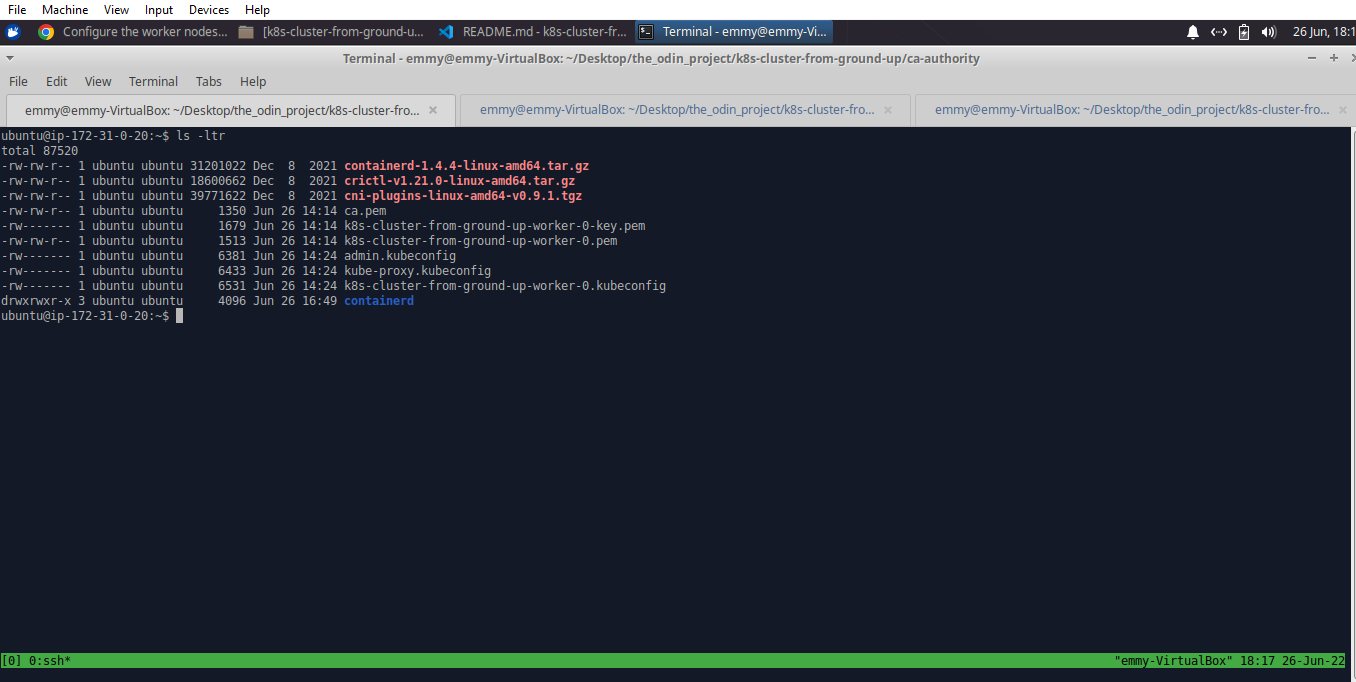 File Machine View Input Devices Help
Configure the worker nodes... [k8s-cluster-from-ground-u... README.md - k8s-cluster-fr... Terminal - emmy@emmy-Vi... 26 Jun, 18:1
Terminal - emmy@emmy-VirtualBox: ~/Desktop/the_odin_project/k8s-cluster-from-ground-up/ca-authority
File Edit View Terminal Tabs Help
emmy@emmy-VirtualBox: ~/Desktop/the_odin_project/k8s-cluster-fro... emmy@emmy-VirtualBox: ~/Desktop/the_odin_project/k8s-cluster-fro... emmy@emmy-VirtualBox: ~/Desktop/the_odin_project/k8s-cluster-from...
ubuntu@ip-172-31-0-20:~$ ls -ltr
total 87520
-rw-rw-r-- 1 ubuntu ubuntu 31201022 Dec  8  2021 containerd-1.4.4-linux-amd64.tar.gz
-rw-rw-r-- 1 ubuntu ubuntu 18600662 Dec  8  2021 crictl-v1.21.0-linux-amd64.tar.gz
-rw-rw-r-- 1 ubuntu ubuntu 39771622 Dec  8  2021 cni-plugins-linux-amd64-v0.9.1.tgz
-rw-rw-r-- 1 ubuntu ubuntu     1350 Jun 26 14:14 ca.pem
-rw------- 1 ubuntu ubuntu     1679 Jun 26 14:14 k8s-cluster-from-ground-up-worker-0-key.pem
-rw-rw-r-- 1 ubuntu ubuntu     1513 Jun 26 14:14 k8s-cluster-from-ground-up-worker-0.pem
-rw------- 1 ubuntu ubuntu     6381 Jun 26 14:24 admin.kubeconfig
-rw------- 1 ubuntu ubuntu     6433 Jun 26 14:24 kube-proxy.kubeconfig
-rw------- 1 ubuntu ubuntu     6531 Jun 26 14:24 k8s-cluster-from-ground-up-worker-0.kubeconfig
drwxrwxr-x 3 ubuntu ubuntu     4096 Jun 26 16:49 containerd
ubuntu@ip-172-31-0-20:~$
[0] 0:ssh* "emmy-VirtualBox" 18:17 26-Jun-22